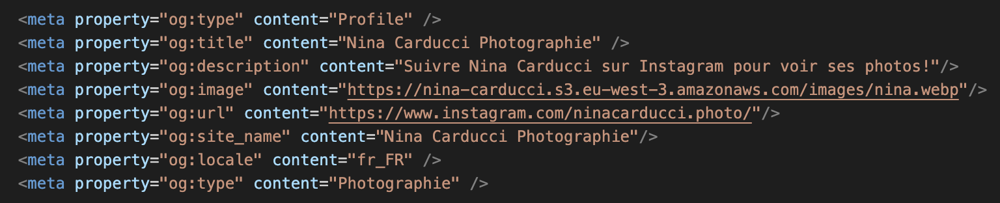 <meta property="og:type" content="Profile" />
<meta property="og:title" content="Nina Carducci Photographie" />
<meta property="og:description" content="Suivre Nina Carducci sur Instagram pour voir ses photos!"/>
<meta property="og:image" content="https://nina-carducci.s3.eu-west-3.amazonaws.com/images/nina.webp"/>
<meta property="og:url" content="https://www.instagram.com/ninacarducci.photo/"/>
<meta property="og:site_name" content="Nina Carducci Photographie"/>
<meta property="og:locale" content="fr_FR" />
<meta property="og:type" content="Photographie" />